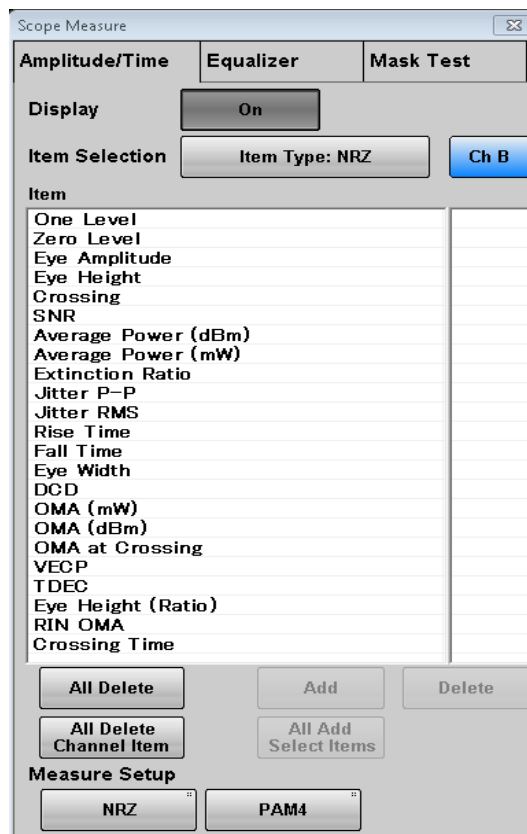 Scope Measure
Amplitude/Time Equalizer Mask Test
Display On
Item Selection Item Type: NRZ Ch B
Item
One Level
Zero Level
Eye Amplitude
Eye Height
Crossing
SNR
Average Power (dBm)
Average Power (mW)
Extinction Ratio
Jitter P-P
Jitter RMS
Rise Time
Fall Time
Eye Width
DCD
OMA (mW)
OMA (dBm)
OMA at Crossing
VECP
TDEC
Eye Height (Ratio)
RIN OMA
Crossing Time
All Delete Add Delete
All Delete
Channel Item
All Add
Select Items
Measure Setup
NRZ PAM4